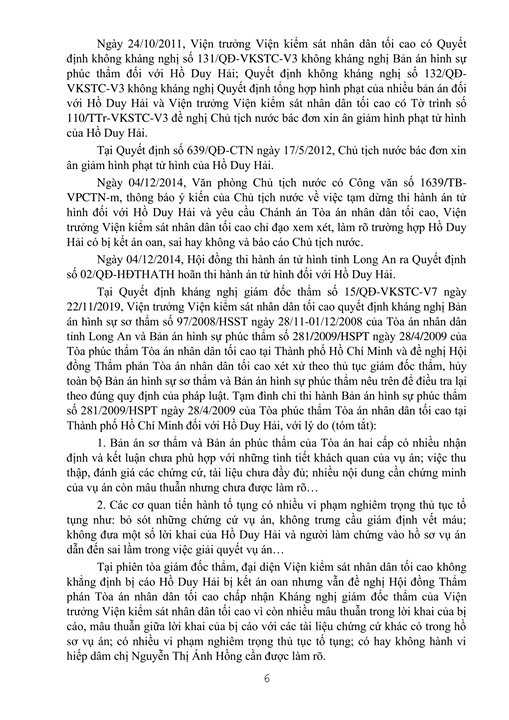 Ngày 24/10/2011, Viện trưởng Viện kiểm sát nhân dân tối cao có Quyết
định không kháng nghị số 131/QĐ-VKSTC-V3 không kháng nghị Bản án hình sự
phúc thẩm đối với Hồ Duy Hải; Quyết định không kháng nghị số 132/QĐ-
VKSTC-V3 không kháng nghị Quyết định tổng hợp hình phạt của nhiều bản án đối
với Hồ Duy Hải và Viện trưởng Viện kiểm sát nhân dân tối cao có Tờ trình số
110/TTr-VKSTC-V3 đề nghị Chủ tịch nước bác đơn xin ân giảm hình phạt tử hình
của Hồ Duy Hải.
Tại Quyết định số 639/QĐ-CTN ngày 17/5/2012, Chủ tịch nước bác đơn xin
ân giảm hình phạt tử hình của Hồ Duy Hải.
Ngày 04/12/2014, Văn phòng Chủ tịch nước có Công văn số 1639/TB-
VPCTN-m, thông báo ý kiến của Chủ tịch nước về việc tạm dừng thi hành án tử
hình đối với Hồ Duy Hải và yêu cầu Chánh án Tòa án nhân dân tối cao, Viện
trưởng Viện kiểm sát nhân dân tối cao chỉ đạo xem xét, làm rõ trường hợp Hồ Duy
Hải có bị kết án oan, sai hay không và báo cáo Chủ tịch nước.
Ngày 04/12/2014, Hội đồng thi hành án tử hình tỉnh Long An ra Quyết định
số 02/QĐ-HĐTHATH hoãn thi hành án tử hình đối với Hồ Duy Hải.
Tại Quyết định kháng nghị giám đốc thẩm số 15/QĐ-VKSTC-V7 ngày
22/11/2019, Viện trưởng Viện kiểm sát nhân dân tối cao quyết định kháng nghị Bản
án hình sự sơ thẩm số 97/2008/HSST ngày 28/11-01/12/2008 của Tòa án nhân dân
tỉnh Long An và Bản án hình sự phúc thẩm số 281/2009/HSPT ngày 28/4/2009 của
Tòa phúc thẩm Tòa án nhân dân tối cao tại Thành phố Hồ Chí Minh và đề nghị Hội
đồng Thẩm phán Tòa án nhân dân tối cao xét xử theo thủ tục giám đốc thẩm, hủy
toàn bộ Bản án hình sự sơ thẩm và Bản án hình sự phúc thẩm nêu trên để điều tra lại
theo đúng quy định của pháp luật. Tạm đình chỉ thi hành Bản án hình sự phúc thẩm
số 281/2009/HSPT ngày 28/4/2009 của Tòa phúc thẩm Tòa án nhân dân tối cao tại
Thành phố Hồ Chí Minh đối với Hồ Duy Hải, với lý do (tóm tắt):
1. Bản án sơ thẩm và Bản án phúc thẩm của Tòa án hai cấp có nhiều nhận
định và kết luận chưa phù hợp với những tình tiết khách quan của vụ án; việc thu
thập, đánh giá các chứng cứ, tài liệu chưa đầy đủ; nhiều nội dung cần chứng minh
của vụ án còn mâu thuẫn nhưng chưa được làm rõ…
2. Các cơ quan tiến hành tố tụng có nhiều vi phạm nghiêm trọng thủ tục tố
tụng như: bỏ sót những chứng cứ vụ án, không trưng cầu giám định vết máu;
không đưa một số lời khai của Hồ Duy Hải và người làm chứng vào hồ sơ vụ án
dẫn đến sai lầm trong việc giải quyết vụ án…
Tại phiên tòa giám đốc thẩm, đại diện Viện kiểm sát nhân dân tối cao không
khẳng định bị cáo Hồ Duy Hải bị kết án oan nhưng vẫn đề nghị Hội đồng Thẩm
phán Tòa án nhân dân tối cao chấp nhận Kháng nghị giám đốc thẩm của Viện
trưởng Viện kiểm sát nhân dân tối cao vì còn nhiều mâu thuẫn trong lời khai của bị
cáo, mâu thuẫn giữa lời khai của bị cáo với các tài liệu chứng cứ khác có trong hồ
sơ vụ án; có nhiều vi phạm nghiêm trọng thủ tục tố tụng; có hay không hành vi
hiếp dâm chị Nguyễn Thị Ánh Hồng cần được làm rõ.
6